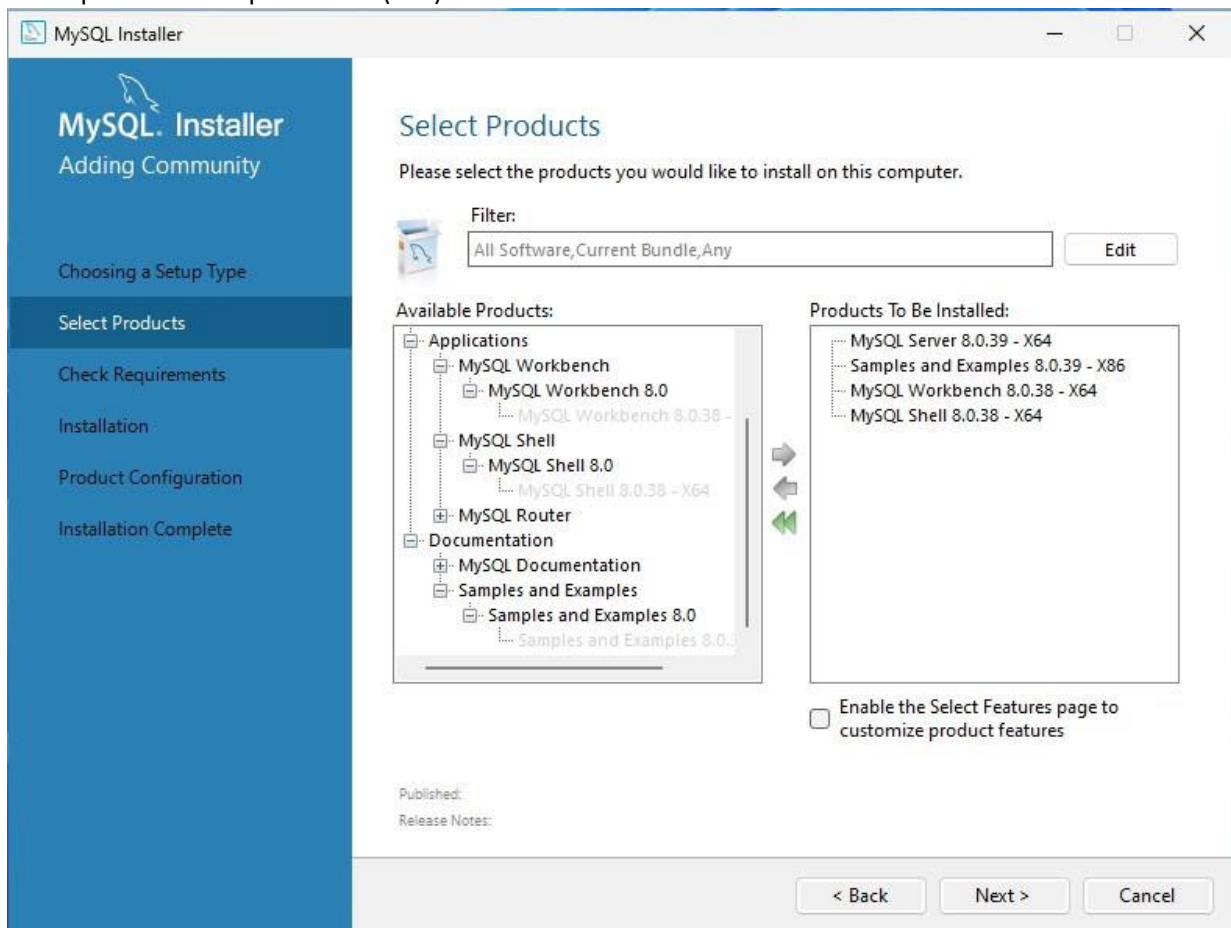 MySQL Installer
MySQL. Installer
Adding Community
Choosing a Setup Type
Select Products
Check Requirements
Installation
Product Configuration
Installation Complete
Select Products
Please select the products you would like to install on this computer.
Filter:
All Software,Current Bundle,Any
Edit
Available Products:
Applications
MySQL Workbench
MySQL Workbench 8.0
MySQL Workbench 8.0.38 -
MySQL Shell
MySQL Shell 8.0
MySQL Shell 8.0.38 - X64
MySQL Router
Documentation
MySQL Documentation
Samples and Examples
Samples and Examples 8.0
Samples and Examples 8.0.
Products To Be Installed:
MySQL Server 8.0.39 - X64
Samples and Examples 8.0.39 - X86
MySQL Workbench 8.0.38 - X64
MySQL Shell 8.0.38 - X64
Enable the Select Features page to
customize product features
Published:
Release Notes:
< Back
Next >
Cancel